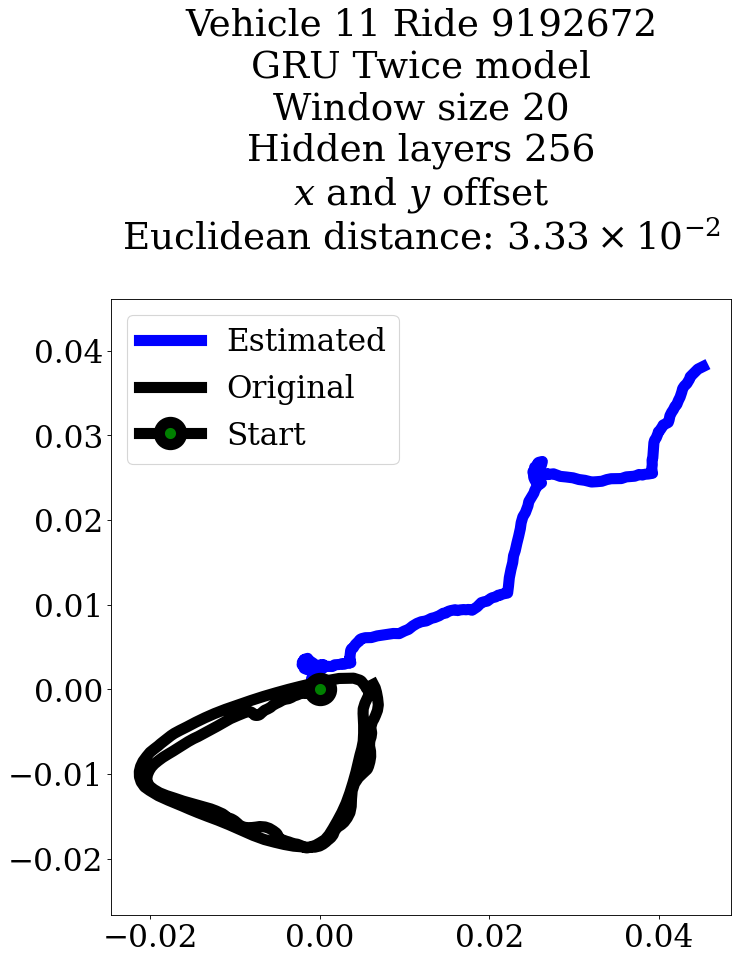 Vehicle 11 Ride 9192672
GRU Twice model
Window size 20
Hidden layers 256
x and y offset
Euclidean distance: 3.33 × 10⁻²
Estimated
Original
Start
0.04
0.03
0.02
0.01
0.00
−0.01
−0.02
−0.02 0.00 0.02 0.04